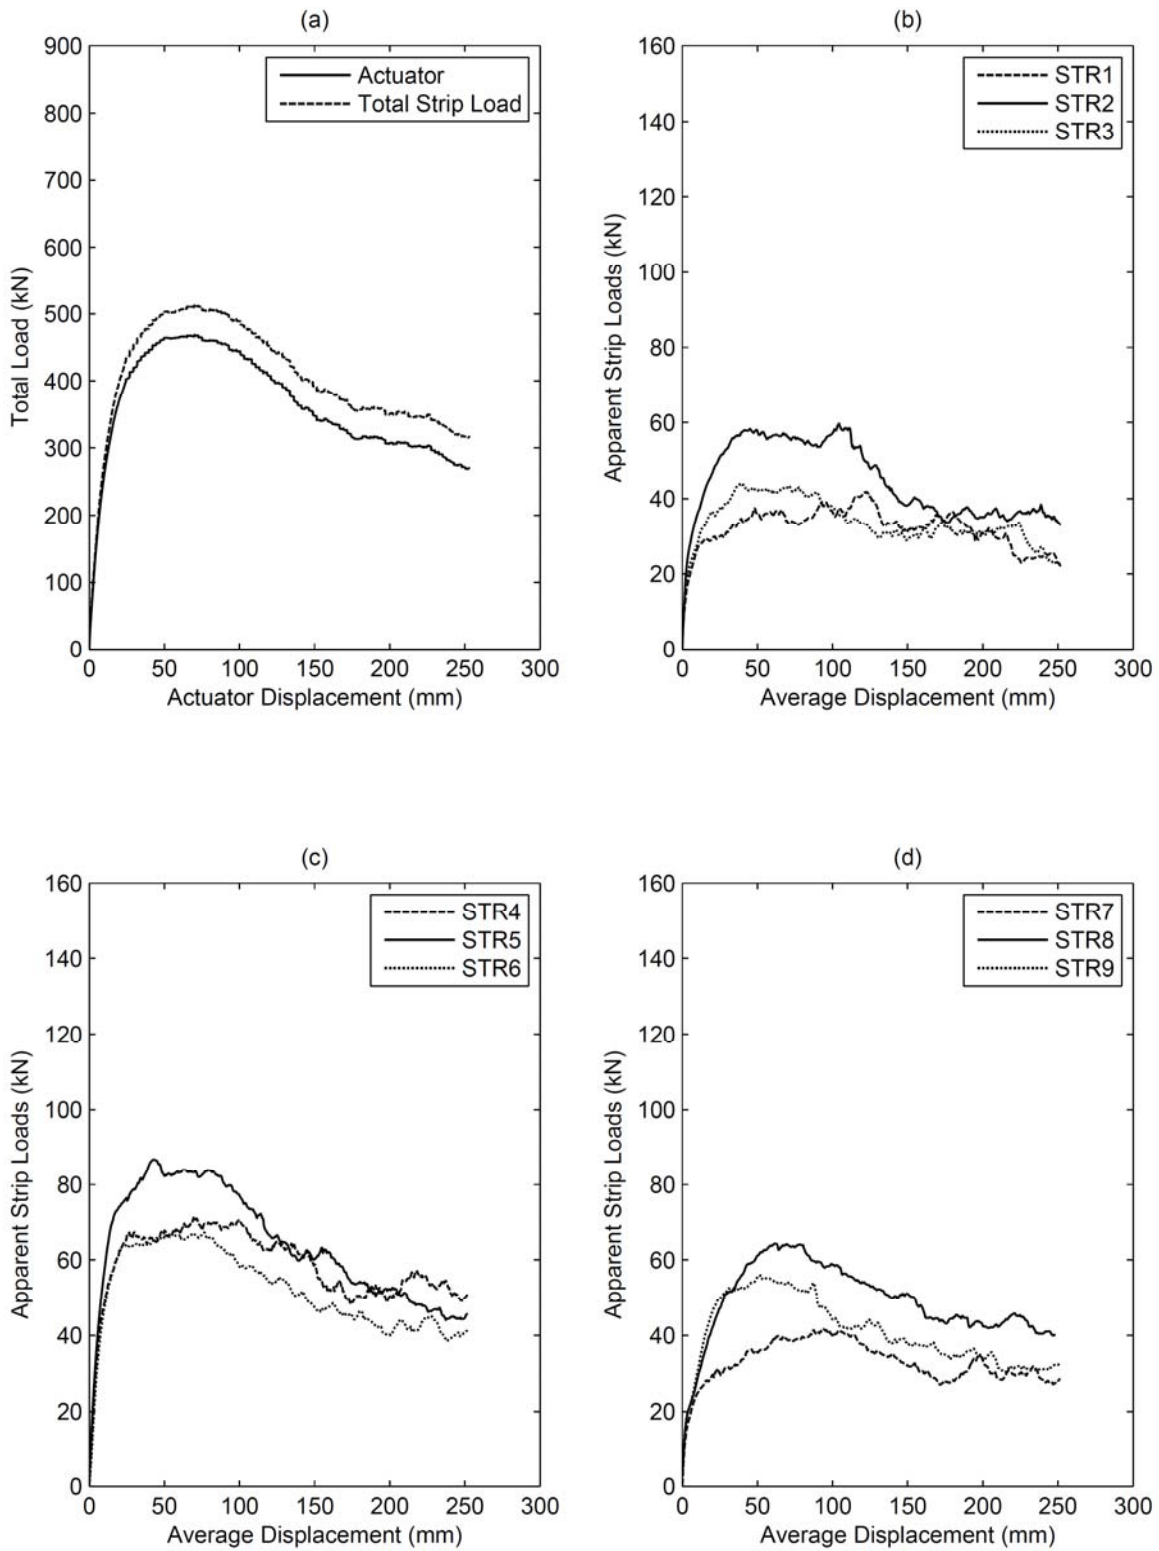 (a)
900
800
700
600
500
400
300
200
100
0
Total Load (kN)
Actuator
Total Strip Load
0 50 100 150 200 250 300
Actuator Displacement (mm)
(b)
160
140
120
100
80
60
40
20
0
Apparent Strip Loads (kN)
STR1
STR2
STR3
0 50 100 150 200 250 300
Average Displacement (mm)
(c)
160
140
120
100
80
60
40
20
0
Apparent Strip Loads (kN)
STR4
STR5
STR6
0 50 100 150 200 250 300
Average Displacement (mm)
(d)
160
140
120
100
80
60
40
20
0
Apparent Strip Loads (kN)
STR7
STR8
STR9
0 50 100 150 200 250 300
Average Displacement (mm)